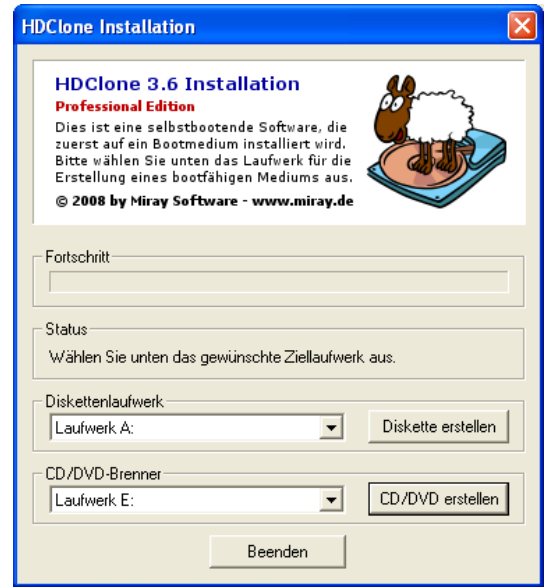 HDClone Installation
HDClone 3.6 Installation
Professional Edition
Dies ist eine selbstbootende Software, die
zuerst auf ein Bootmedium installiert wird.
Bitte wählen Sie unten das Laufwerk für die
Erstellung eines bootfähigen Mediums aus.
© 2008 by Miray Software - www.miray.de
Fortschritt
Status
Wählen Sie unten das gewünschte Ziellaufwerk aus.
Diskettenlaufwerk
Laufwerk A:
Diskette erstellen
CD/DVD-Brenner
Laufwerk E:
CD/DVD erstellen
Beenden